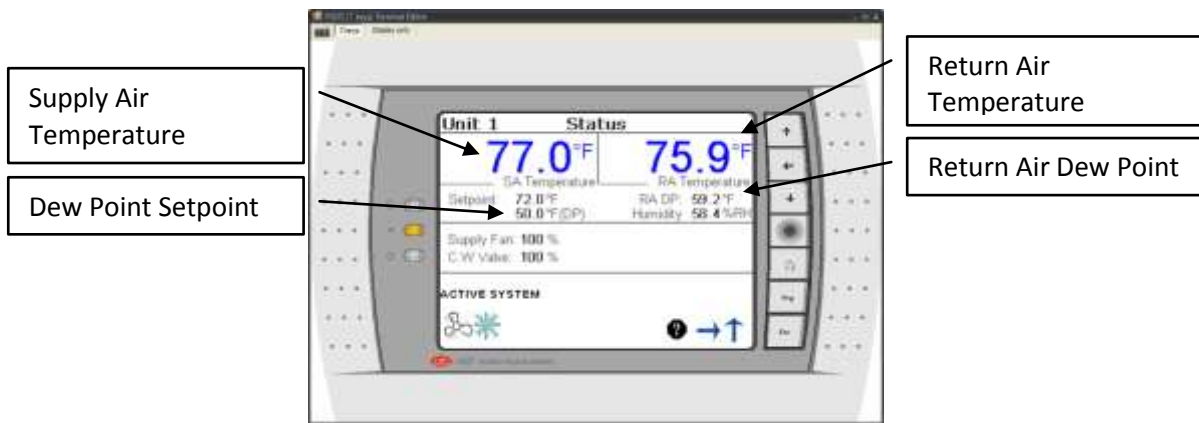 Supply Air
Temperature
Dew Point Setpoint
Return Air
Temperature
Return Air Dew Point
Unit 1 Status
77.0°F
SA Temperature
75.9°F
RA Temperature
Setpoint: 72.0°F
50.0°F(DP)
RA DP: 59.2°F
Humidity: 58.4%RH
Supply Fan: 100 %
C.W Valve: 100 %
ACTIVE SYSTEM
?